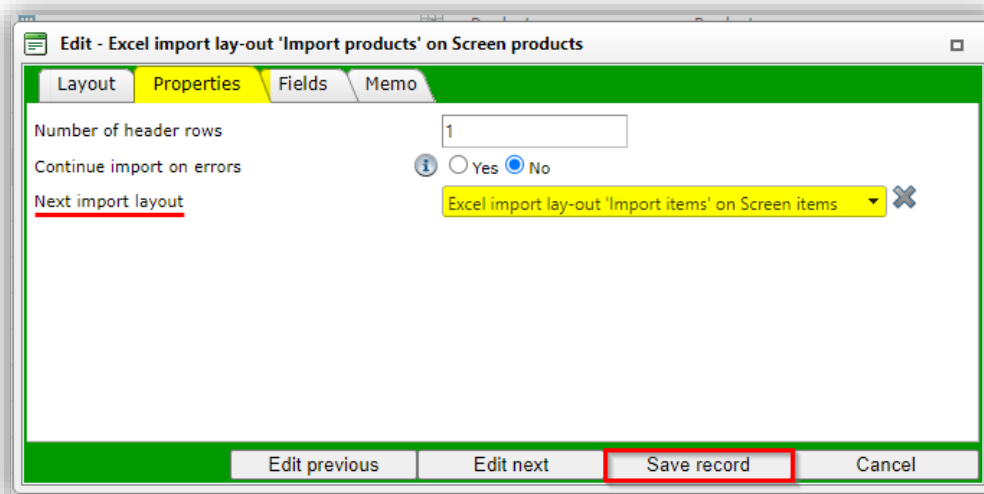 Edit - Excel import lay-out 'Import products' on Screen products
Layout Properties Fields Memo
Number of header rows 1
Continue import on errors Yes No
Next import layout Excel import lay-out 'Import items' on Screen items
Edit previous Edit next Save record Cancel